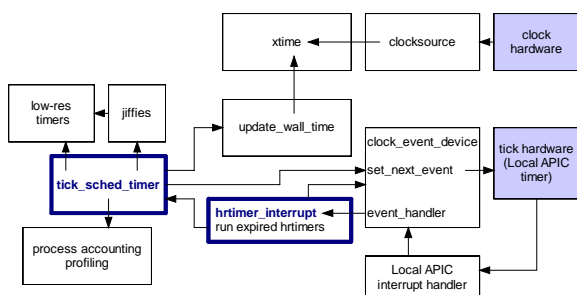 xtime
clocksource
clock
hardware
low-res
timers
jiffies
update_wall_time
clock_event_device
set_next_event
event_handler
tick hardware
(Local APIC
timer)
tick_sched_timer
hrtimer_interrupt
run expired hrtimers
process accounting
profiling
Local APIC
interrupt handler